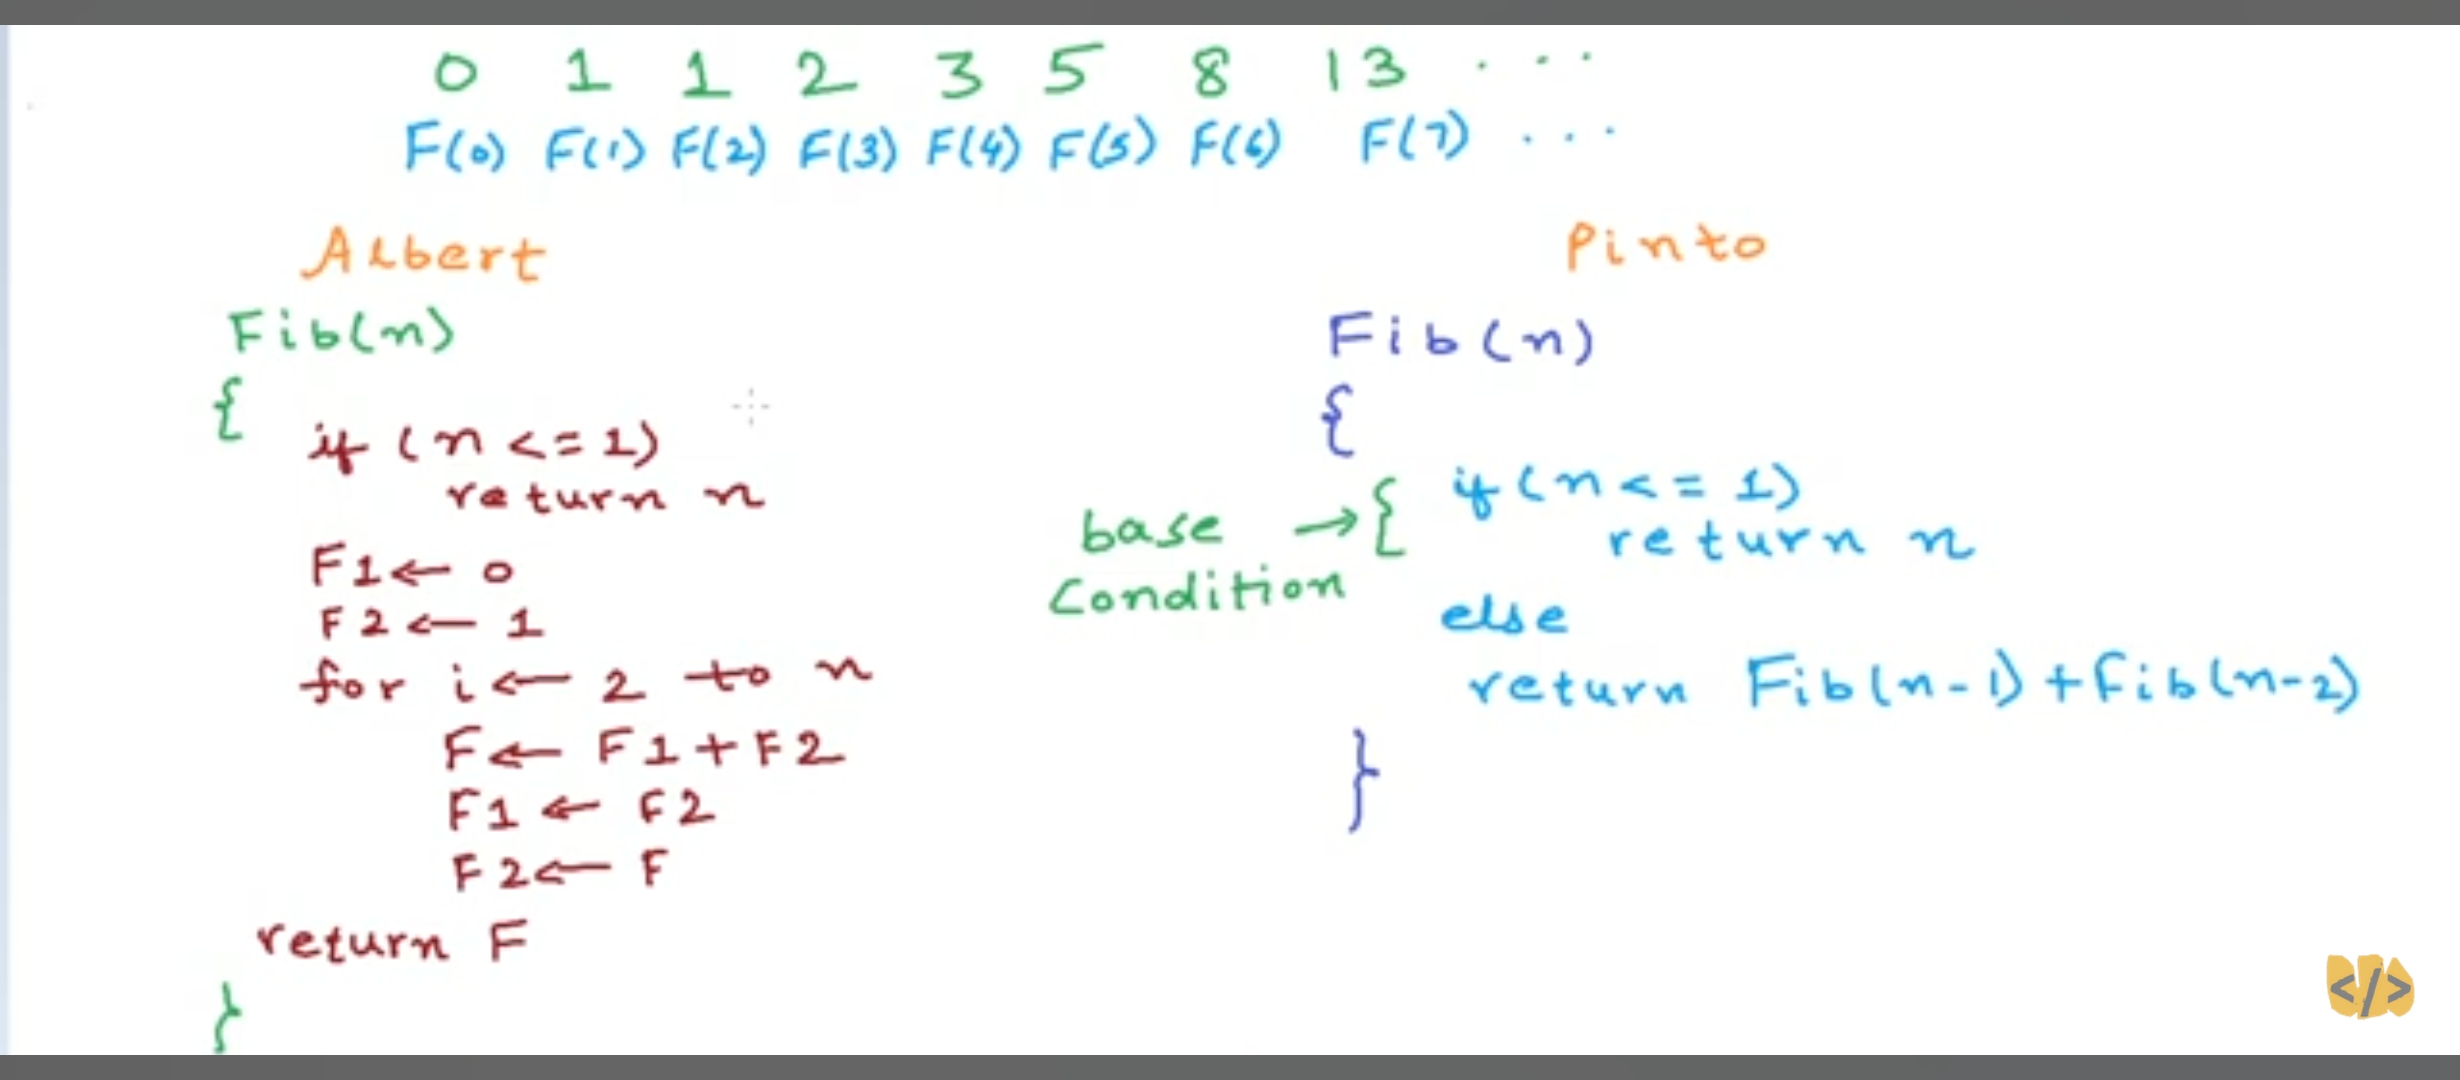 0 1 1 2 3 5 8 13 ...
F(0) F(1) F(2) F(3) F(4) F(5) F(6) F(7) ...
Albert
Fib(n)
{
if (n <= 1)
return n
F1 ← 0
F2 ← 1
for i ← 2 to n
F ← F1 + F2
F1 ← F2
F2 ← F
return F
}
Pinto
Fib(n)
{
base → {
Condition
if (n <= 1)
return n
else
return Fib(n-1) + Fib(n-2)
}
</>